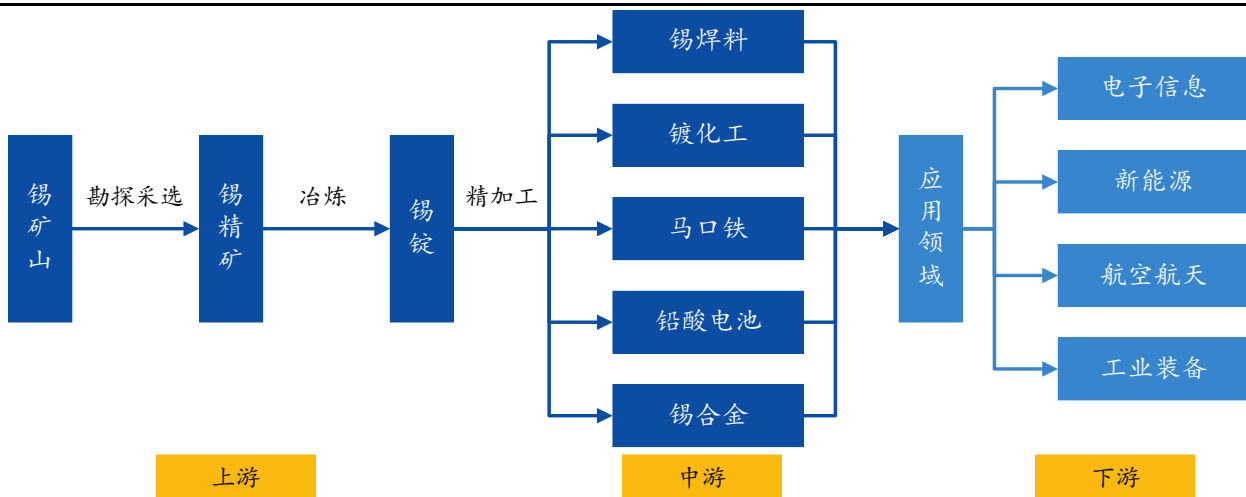 锡矿山
勘探采选
锡精矿
冶炼
锡锭
精加工
锡焊料
镀化工
马口铁
铅酸电池
锡合金
应用领域
电子信息
新能源
航空航天
工业装备
上游
中游
下游